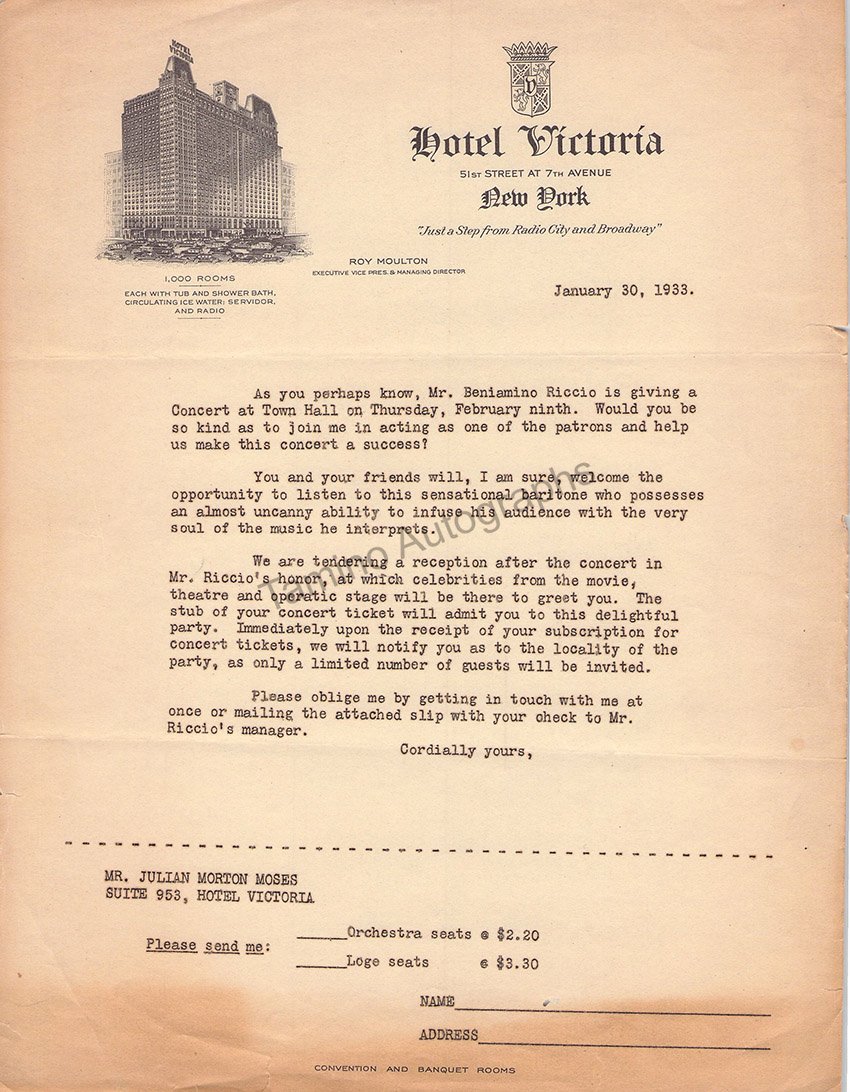 HOTEL
VICTORIA
V
Hotel Victoria
51ST STREET AT 7TH AVENUE
New York
"Just a Step from Radio City and Broadway"
ROY MOULTON
EXECUTIVE VICE PRES. & MANAGING DIRECTOR
1,000 ROOMS
EACH WITH TUB AND SHOWER BATH,
CIRCULATING ICE WATER; SERVIDOR,
AND RADIO
January 30, 1933.
As you perhaps know, Mr. Beniamino Riccio is giving a
Concert at Town Hall on Thursday, February ninth. Would you be
so kind as to join me in acting as one of the patrons and help
us make this concert a success?
You and your friends will, I am sure, welcome the
opportunity to listen to this sensational baritone who possesses
an almost uncanny ability to infuse his audience with the very
soul of the music he interprets.
We are tendering a reception after the concert in
Mr. Riccio's honor, at which celebrities from the movie,
theatre and operatic stage will be there to greet you. The
stub of your concert ticket will admit you to this delightful
party. Immediately upon the receipt of your subscription for
concert tickets, we will notify you as to the locality of the
party, as only a limited number of guests will be invited.
Please oblige me by getting in touch with me at
once or mailing the attached slip with your check to Mr.
Riccio's manager.
Cordially yours,
Tamino Autographs
MR. JULIAN MORTON MOSES
SUITE 953, HOTEL VICTORIA
Please send me:
______Orchestra seats @ $2.20
______Loge seats @ $3.30
NAME
ADDRESS
CONVENTION AND BANQUET ROOMS